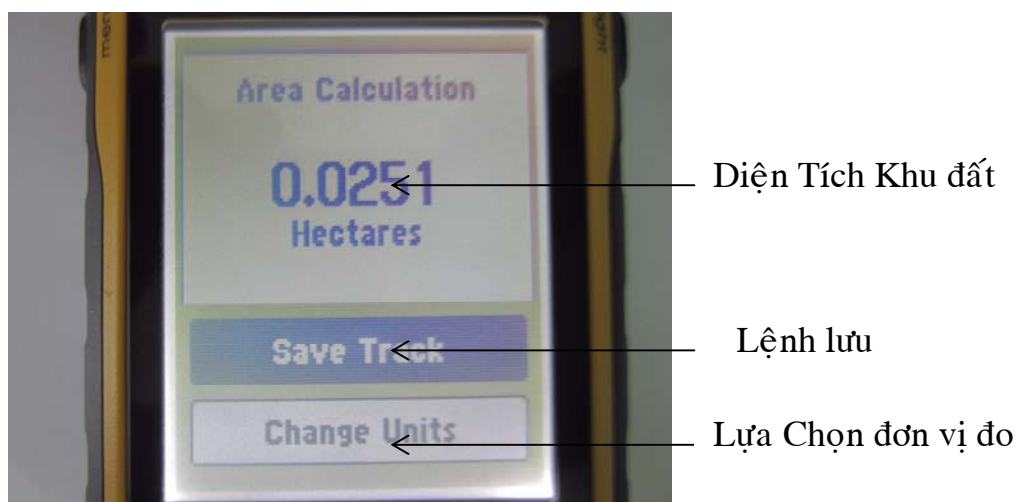 Area Calculation
0.0251
Hectares
Diện Tích Khu đất
Save Track
Lệnh lưu
Change Units
Lựa Chọn đơn vị đo